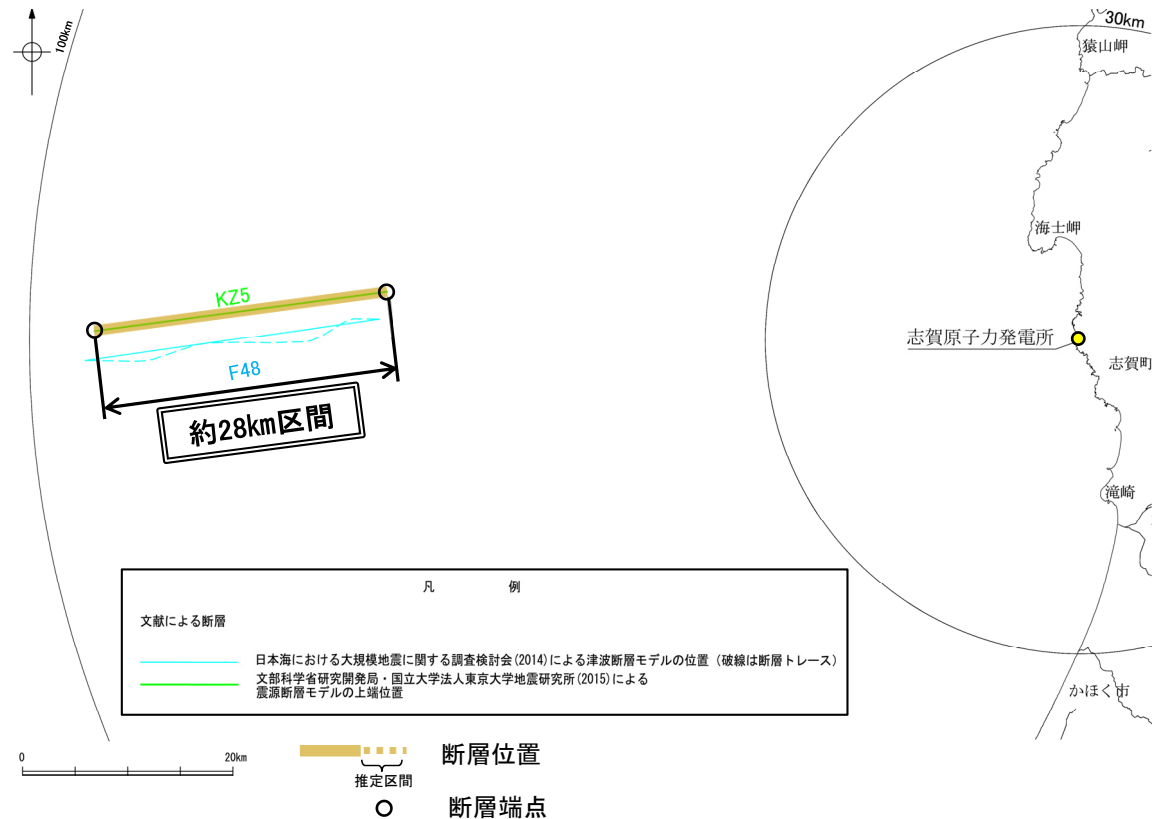 100km
30km
猿山岬
海士岬
KZ5
志賀原子力発電所
志賀町
F48
約28km区間
滝崎
凡 例
文献による断層
日本海における大規模地震に関する調査検討会(2014)による津波断層モデルの位置（破線は断層トレース）
文部科学省研究開発局・国立大学法人東京大学地震研究所(2015)による
震源断層モデルの上端位置
かほく市
0 20km
断層位置
推定区間
断層端点